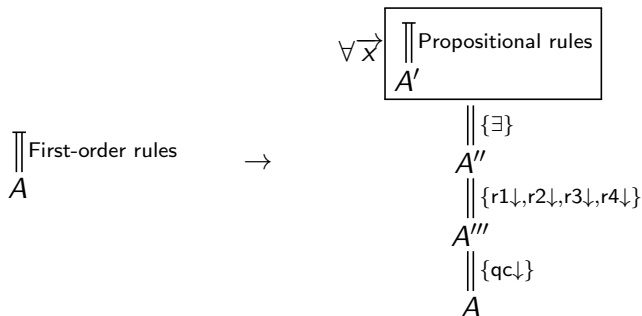 ∀x⃗ Propositional rules
A′
{∃}
First-order rules → A″
A {r1↓,r2↓,r3↓,r4↓}
A‴
{qc↓}
A